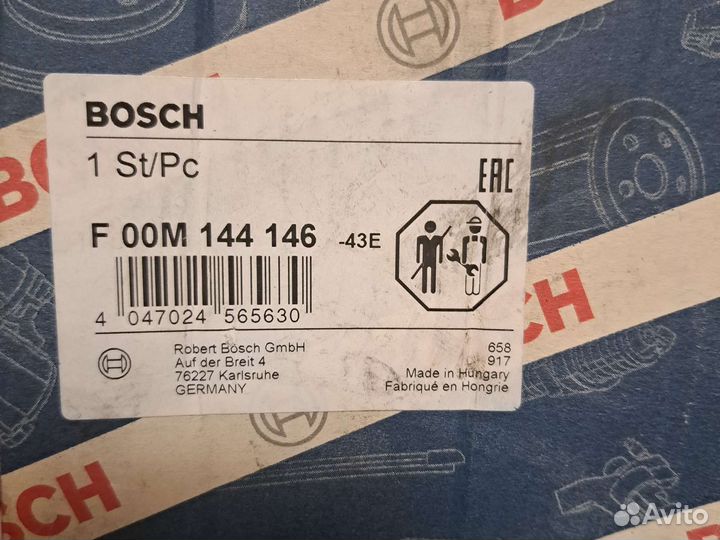 BOSCH
1 St/Pc
EAC
F 00M 144 146 -43E
4 047024 565630
Robert Bosch GmbH
Auf der Breit 4
76227 Karlsruhe
GERMANY
658
917
Made in Hungary
Fabriqué en Hongrie
BOSCH
BOSCH
Avito